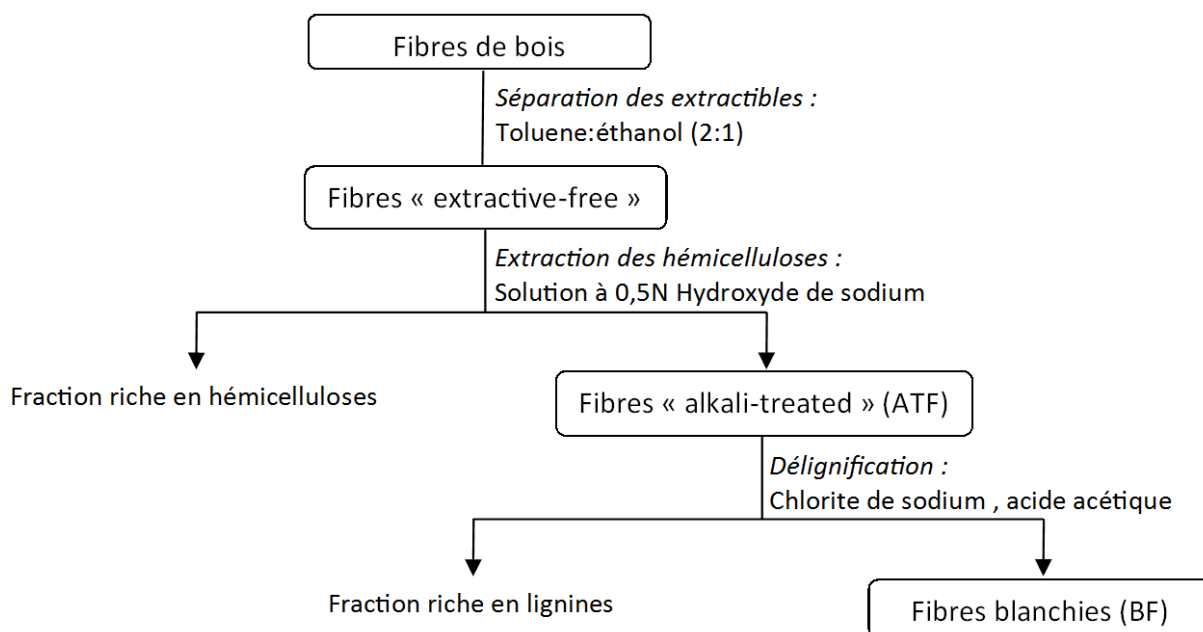 Fibres de bois
Séparation des extractibles :
Toluene:éthanol (2:1)
Fibres « extractive-free »
Extraction des hémicelluloses :
Solution à 0,5N Hydroxyde de sodium
Fraction riche en hémicelluloses
Fibres « alkali-treated » (ATF)
Délignification :
Chlorite de sodium , acide acétique
Fraction riche en lignines
Fibres blanchies (BF)